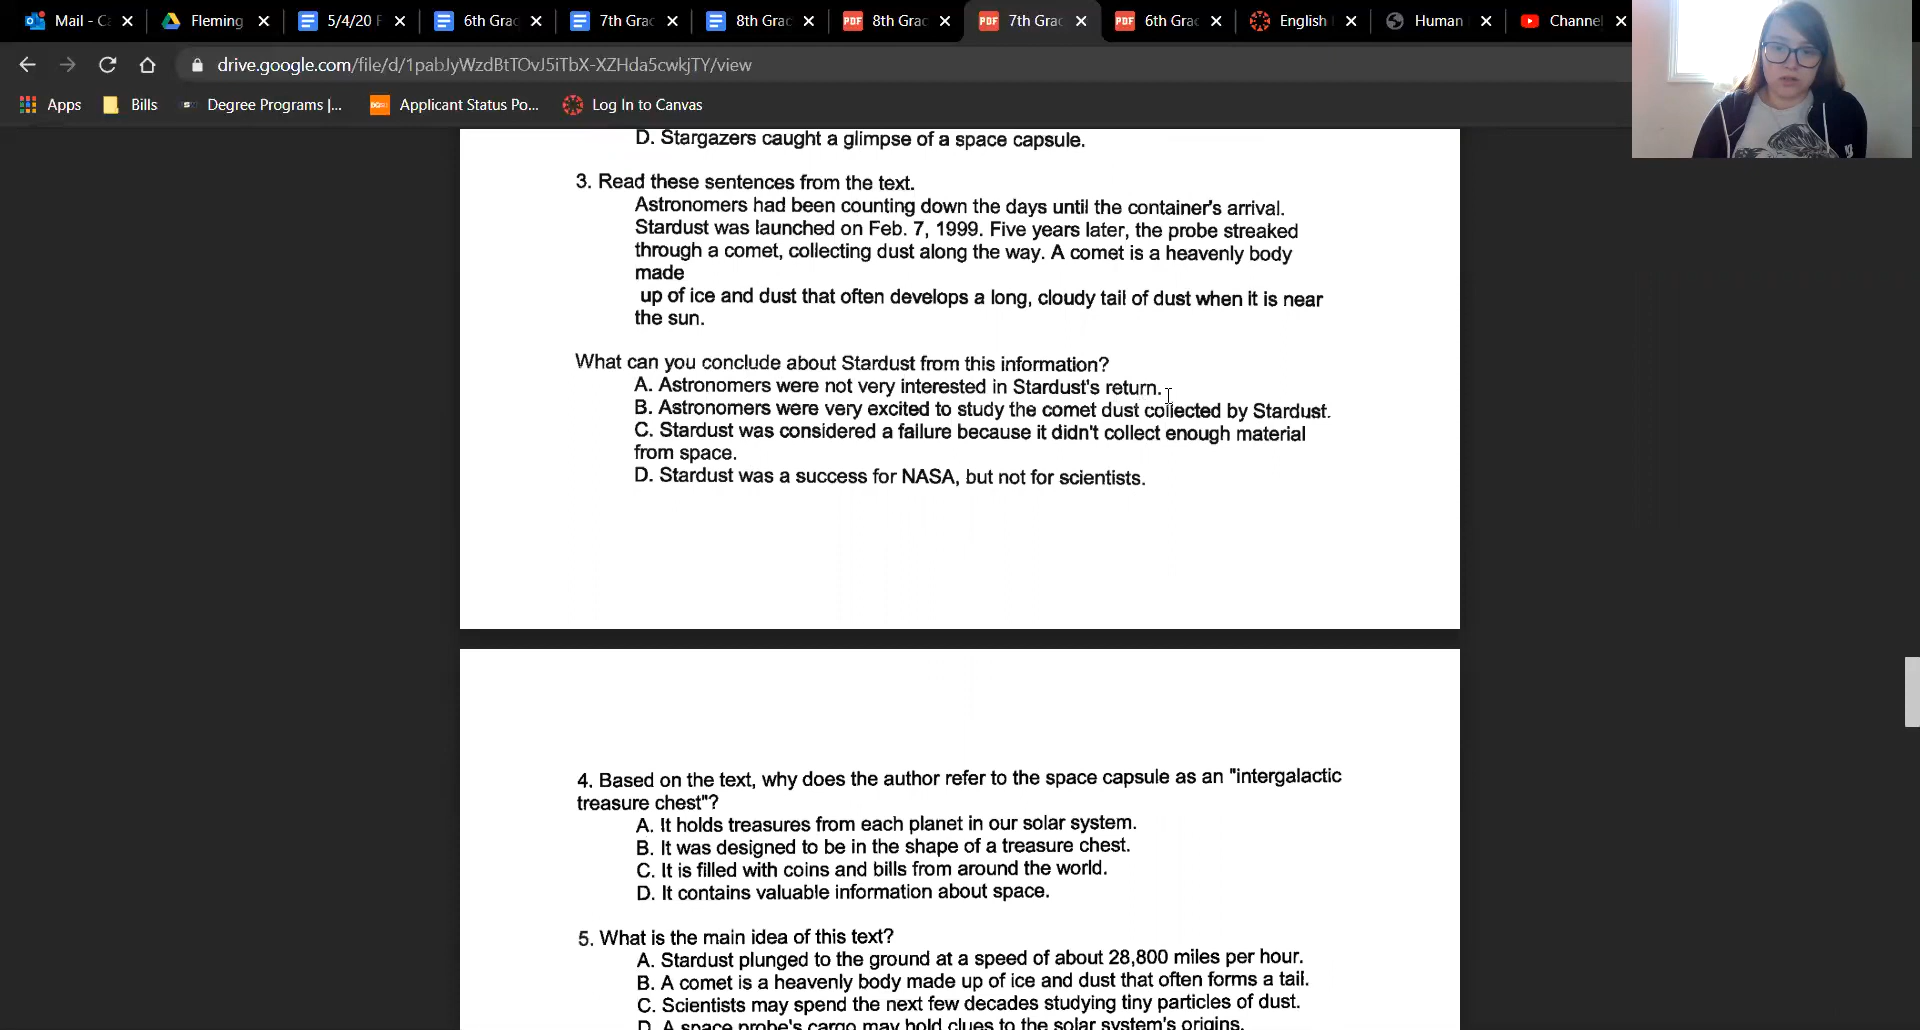 Mail - C
Fleming
5/4/20 F
6th Grac
7th Grac
8th Grac
8th Grac
7th Grac
6th Grac
English
Human
Channel
drive.google.com/file/d/1pabJyWzdBtTOvJ5iTbX-XZHda5cwkjTY/view
Apps
Bills
Degree Programs |...
Applicant Status Po...
Log In to Canvas
D. Stargazers caught a glimpse of a space capsule.
3. Read these sentences from the text.
Astronomers had been counting down the days until the container's arrival.
Stardust was launched on Feb. 7, 1999. Five years later, the probe streaked
through a comet, collecting dust along the way. A comet is a heavenly body
made
up of ice and dust that often develops a long, cloudy tail of dust when it is near
the sun.
What can you conclude about Stardust from this information?
A. Astronomers were not very interested in Stardust's return.
B. Astronomers were very excited to study the comet dust collected by Stardust.
C. Stardust was considered a failure because it didn't collect enough material
from space.
D. Stardust was a success for NASA, but not for scientists.
4. Based on the text, why does the author refer to the space capsule as an "intergalactic
treasure chest"?
A. It holds treasures from each planet in our solar system.
B. It was designed to be in the shape of a treasure chest.
C. It is filled with coins and bills from around the world.
D. It contains valuable information about space.
5. What is the main idea of this text?
A. Stardust plunged to the ground at a speed of about 28,800 miles per hour.
B. A comet is a heavenly body made up of ice and dust that often forms a tail.
C. Scientists may spend the next few decades studying tiny particles of dust.
D. A space probe's cargo may hold clues to the solar system's origins.